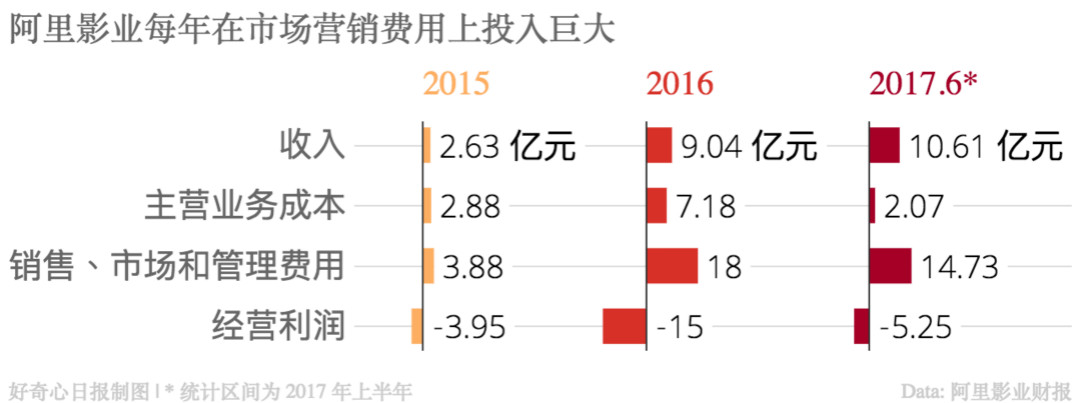 阿里影业每年在市场营销费用上投入巨大
2015 2016 2017.6*
收入 2.63 亿元 9.04 亿元 10.61 亿元
主营业务成本 2.88 7.18 2.07
销售、市场和管理费用 3.88 18 14.73
经营利润 -3.95 -15 -5.25
好奇心日报制图 | * 统计区间为 2017 年上半年 Data: 阿里影业财报